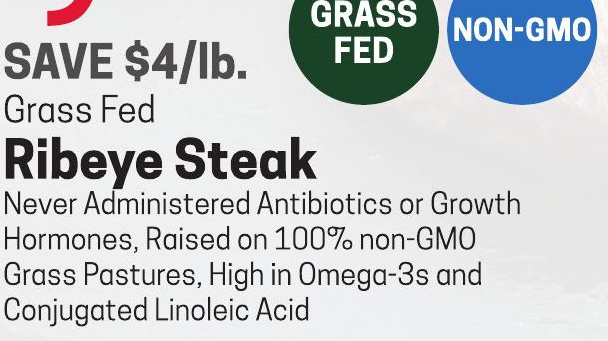 GRASS
FED
NON-GMO
SAVE $4/lb.
Grass Fed
Ribeye Steak
Never Administered Antibiotics or Growth
Hormones, Raised on 100% non-GMO
Grass Pastures, High in Omega-3s and
Conjugated Linoleic Acid